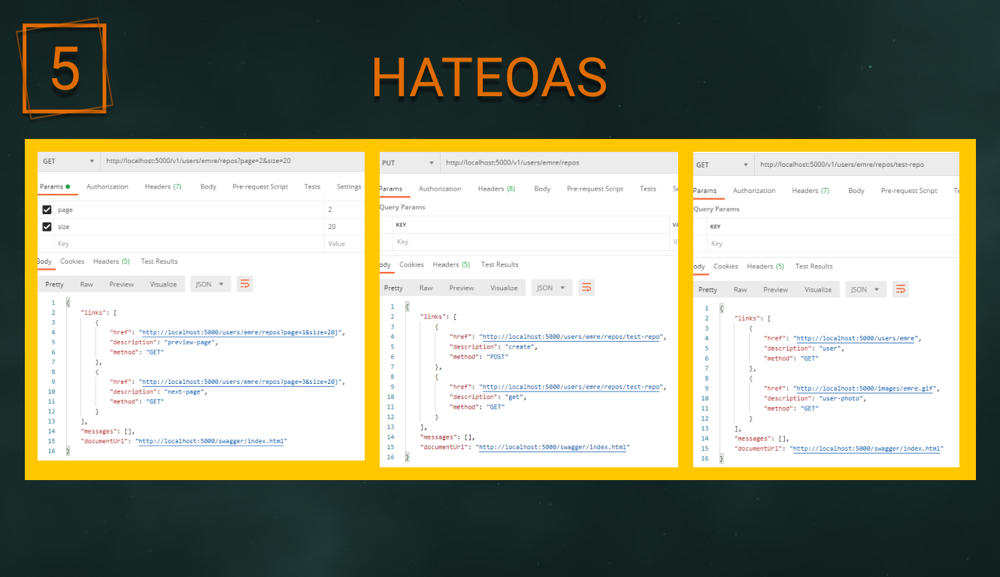 5
HATEOAS
GET
http://localhost:5000/v1/users/emre/repos?page=2&size=20
Params Authorization Headers (7) Body Pre-request Script Tests Settings
page 2
size 20
Key Value
Body Cookies Headers (5) Test Results
Pretty Raw Preview Visualize JSON
1 {
2 "links": [
3 {
4 "href": "http://localhost:5000/users/emre/repos?page=1&size=20}",
5 "description": "preview-page",
6 "method": "GET"
7 },
8 {
9 "href": "http://localhost:5000/users/emre/repos?page=3&size=20}",
10 "description": "next-page",
11 "method": "GET"
12 }
13 ],
14 "messages": [],
15 "documentUrl": "http://localhost:5000/swagger/index.html"
16 }
PUT
http://localhost:5000/v1/users/emre/repos
Params Authorization Headers (8) Body Pre-request Script Tests Se
Query Params
KEY VA
Key Va
ody Cookies Headers (5) Test Results
Pretty Raw Preview Visualize JSON
1 {
2 "links": [
3 {
4 "href": "http://localhost:5000/users/emre/repos/test-repo",
5 "description": "create",
6 "method": "POST"
7 },
8 {
9 "href": "http://localhost:5000/users/emre/repos/test-repo",
10 "description": "get",
11 "method": "GET"
12 }
13 ],
14 "messages": [],
15 "documentUrl": "http://localhost:5000/swagger/index.html"
16 }
GET
http://localhost:5000/v1/users/emre/repos/test-repo
Params Authorization Headers (7) Body Pre-request Script Te
Query Params
KEY
Key
ody Cookies Headers (5) Test Results
Pretty Raw Preview Visualize JSON
1 {
2 "links": [
3 {
4 "href": "http://localhost:5000/users/emre",
5 "description": "user",
6 "method": "GET"
7 },
8 {
9 "href": "http://localhost:5000/images/emre.gif",
10 "description": "user-photo",
11 "method": "GET"
12 }
13 ],
14 "messages": [],
15 "documentUrl": "http://localhost:5000/swagger/index.html"
16 }